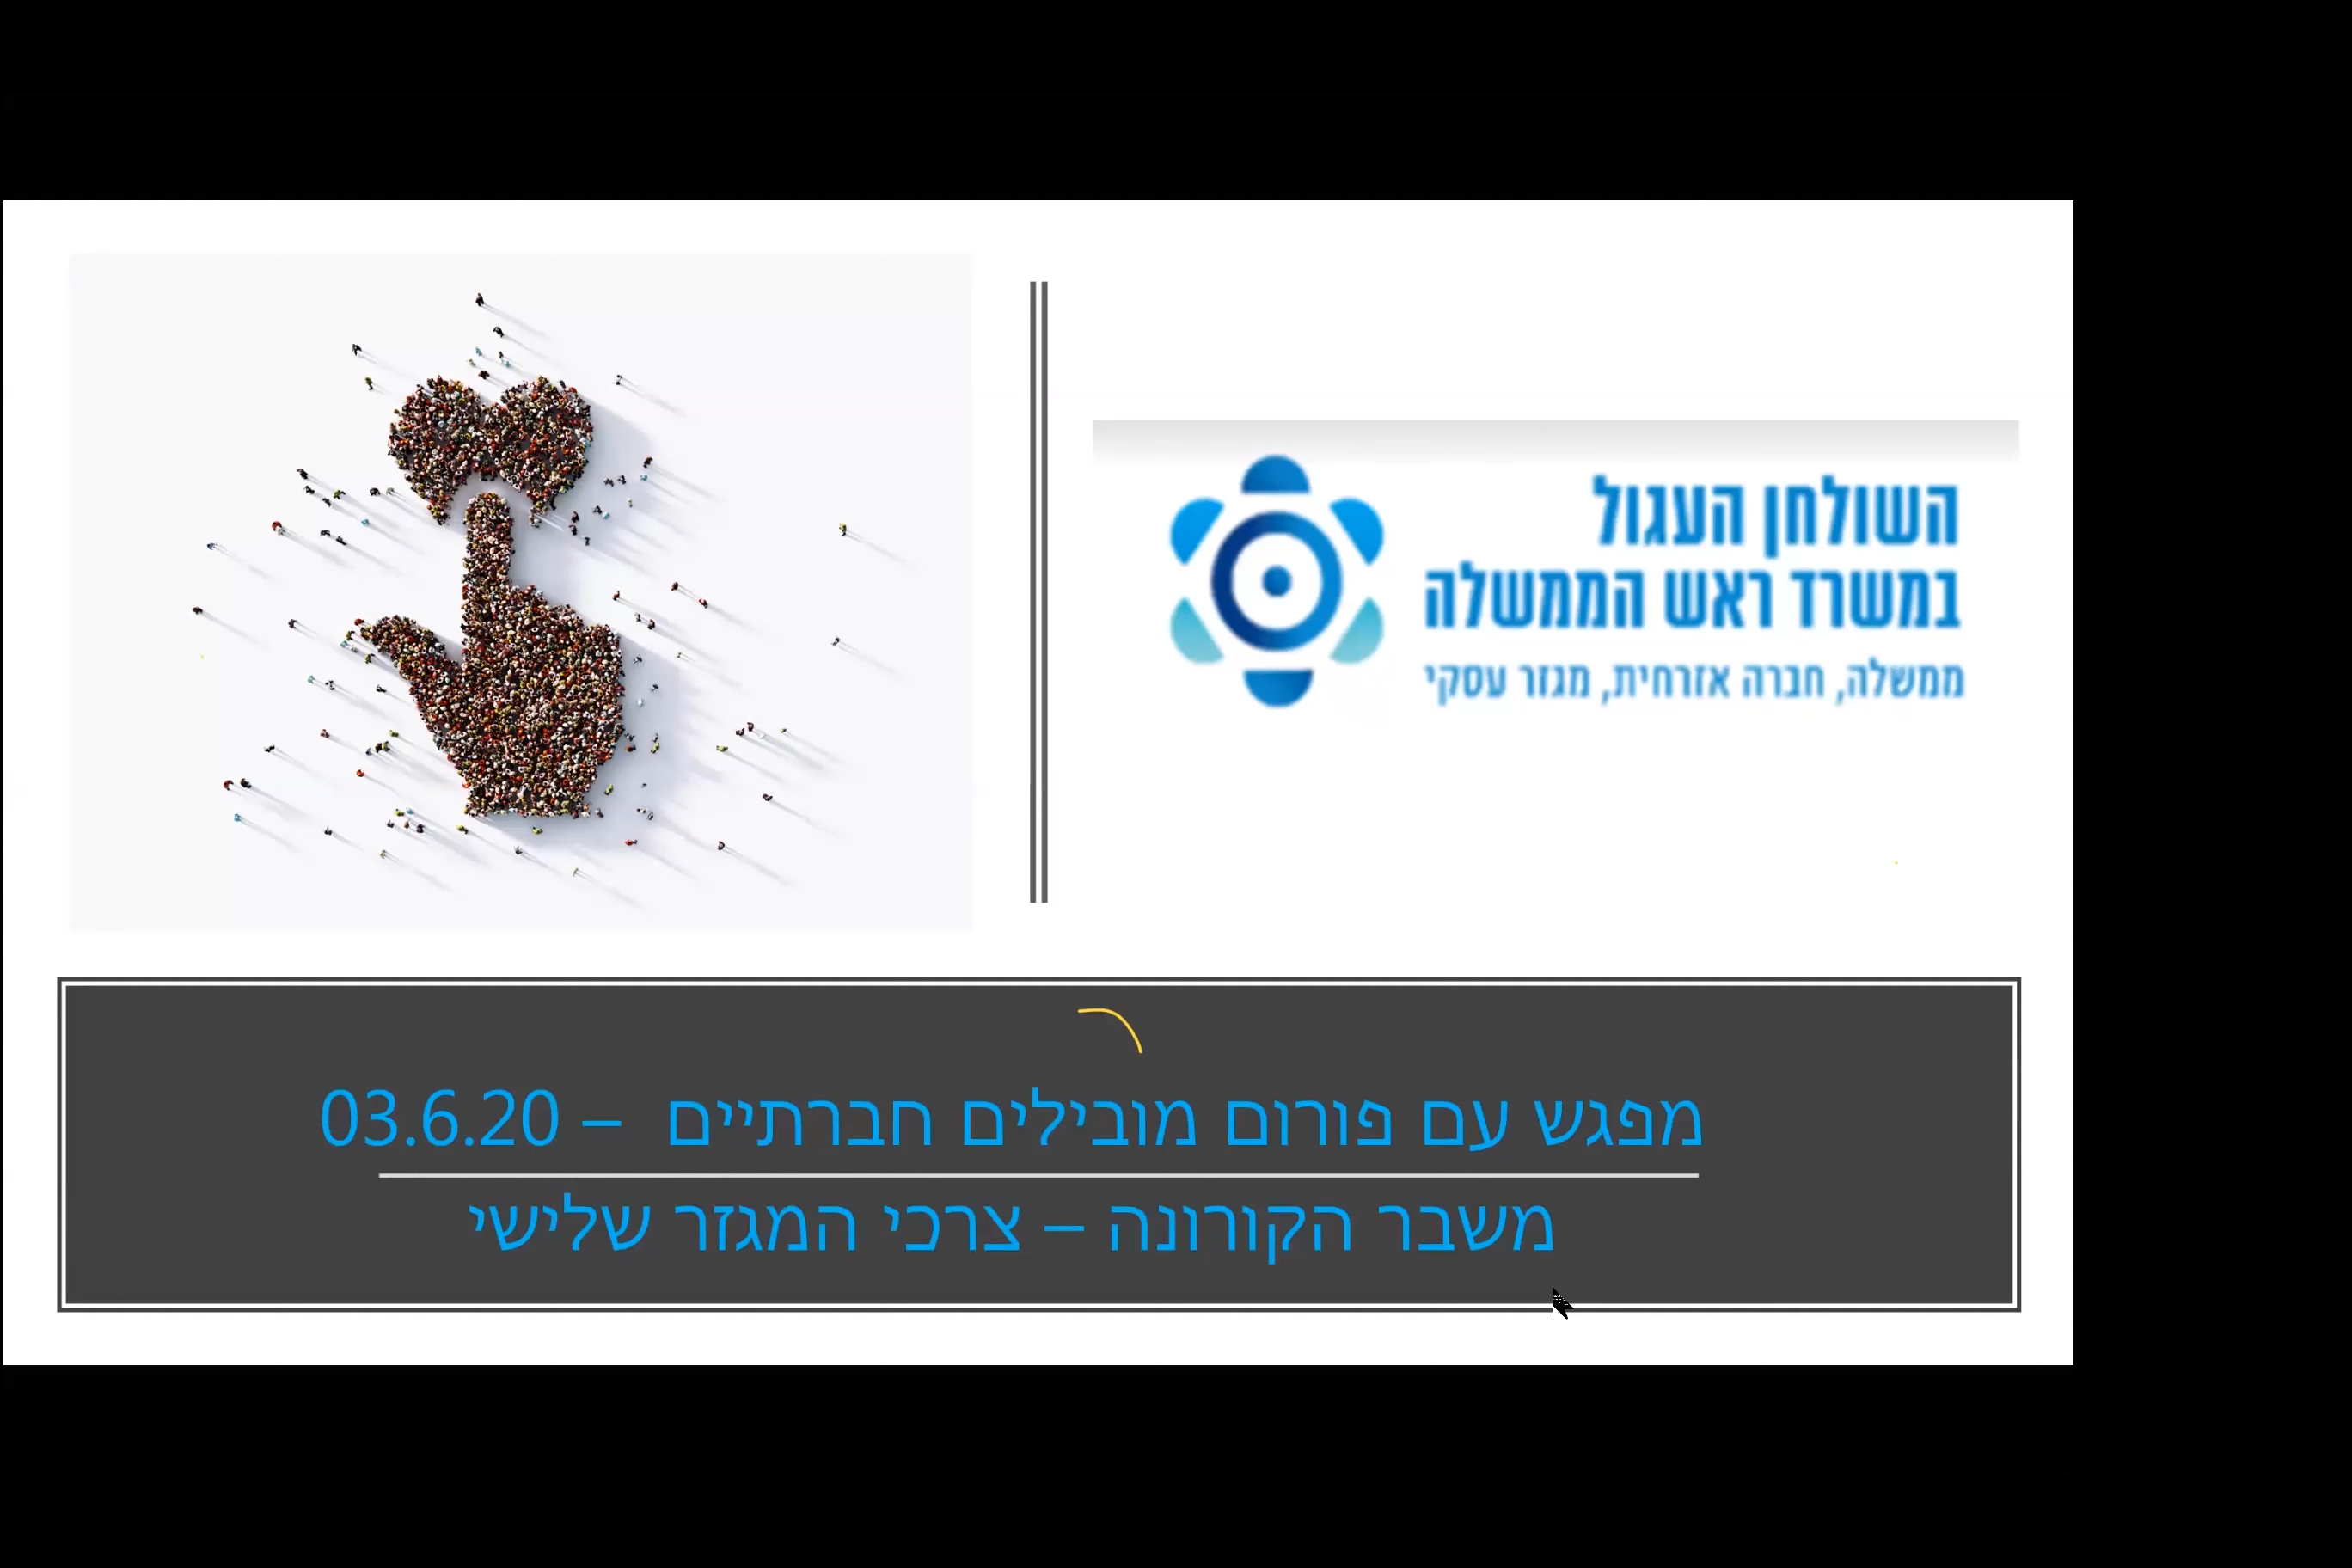 השולחן העגול
במשרד ראש הממשלה
ממשלה, חברה אזרחית, מגזר עסקי
מפגש עם פורום מובילים חברתיים – 03.6.20
משבר הקורונה – צרכי המגזר שלישי